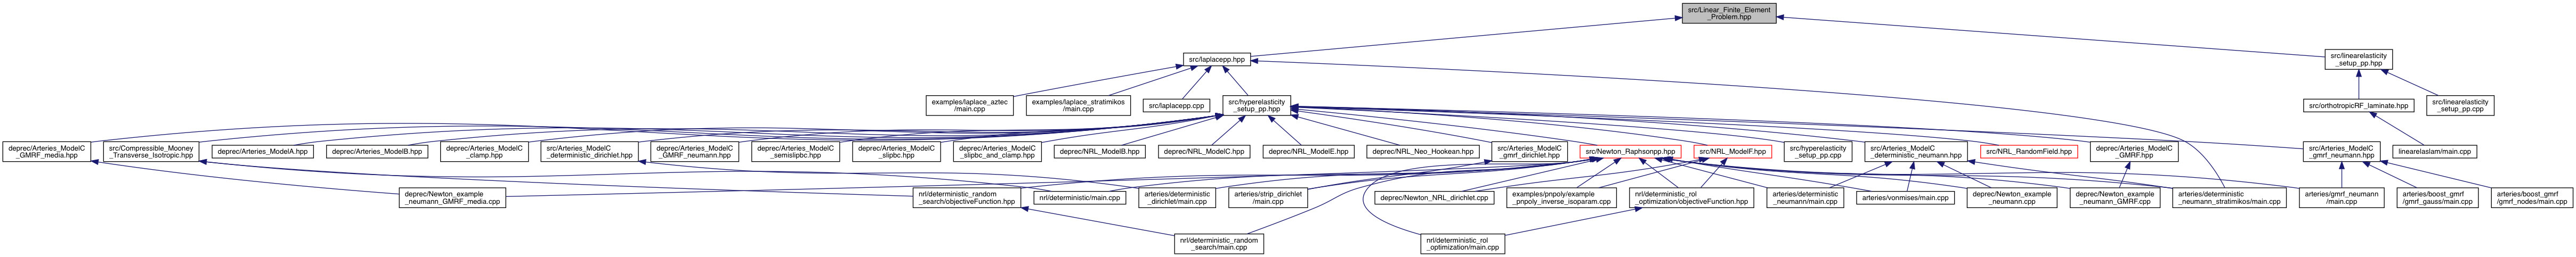 src/Linear_Finite_Element
_Problem.hpp
src/laplacepp.hpp
src/linearelasticity
_setup_pp.hpp
examples/laplace_aztec
/main.cpp
examples/laplace_stratimikos
/main.cpp
src/laplacepp.cpp
src/hyperelasticity
_setup_pp.hpp
src/orthotropicRF_laminate.hpp
src/linearelasticity
_setup_pp.cpp
deprec/Arteries_ModelC
_GMRF_media.hpp
src/Compressible_Mooney
_Transverse_Isotropic.hpp
deprec/Arteries_ModelA.hpp
deprec/Arteries_ModelB.hpp
deprec/Arteries_ModelC
_clamp.hpp
src/Arteries_ModelC
_deterministic_dirichlet.hpp
deprec/Arteries_ModelC
_GMRF_neumann.hpp
deprec/Arteries_ModelC
_semislipbc.hpp
deprec/Arteries_ModelC
_slipbc.hpp
deprec/Arteries_ModelC
_slipbc_and_clamp.hpp
deprec/NRL_ModelB.hpp
deprec/NRL_ModelC.hpp
deprec/NRL_ModelE.hpp
deprec/NRL_Neo_Hookean.hpp
src/Arteries_ModelC
_gmrf_dirichlet.hpp
src/Newton_Raphsonpp.hpp
src/NRL_ModelF.hpp
src/hyperelasticity
_setup_pp.cpp
src/Arteries_ModelC
_deterministic_neumann.hpp
src/NRL_RandomField.hpp
deprec/Arteries_ModelC
_GMRF.hpp
src/Arteries_ModelC
_gmrf_neumann.hpp
linearelaslam/main.cpp
deprec/Newton_example
_neumann_GMRF_media.cpp
nrl/deterministic_random
_search/objectiveFunction.hpp
nrl/deterministic/main.cpp
arteries/deterministic
_dirichlet/main.cpp
arteries/strip_dirichlet
/main.cpp
deprec/Newton_NRL_dirichlet.cpp
examples/pnpoly/example
_pnpoly_inverse_isoparam.cpp
nrl/deterministic_rol
_optimization/objectiveFunction.hpp
arteries/deterministic
_neumann/main.cpp
arteries/vonmises/main.cpp
deprec/Newton_example
_neumann.cpp
deprec/Newton_example
_neumann_GMRF.cpp
arteries/deterministic
_neumann_stratimikos/main.cpp
arteries/gmrf_neumann
/main.cpp
arteries/boost_gmrf
/gmrf_gauss/main.cpp
arteries/boost_gmrf
/gmrf_nodes/main.cpp
nrl/deterministic_random
_search/main.cpp
nrl/deterministic_rol
_optimization/main.cpp